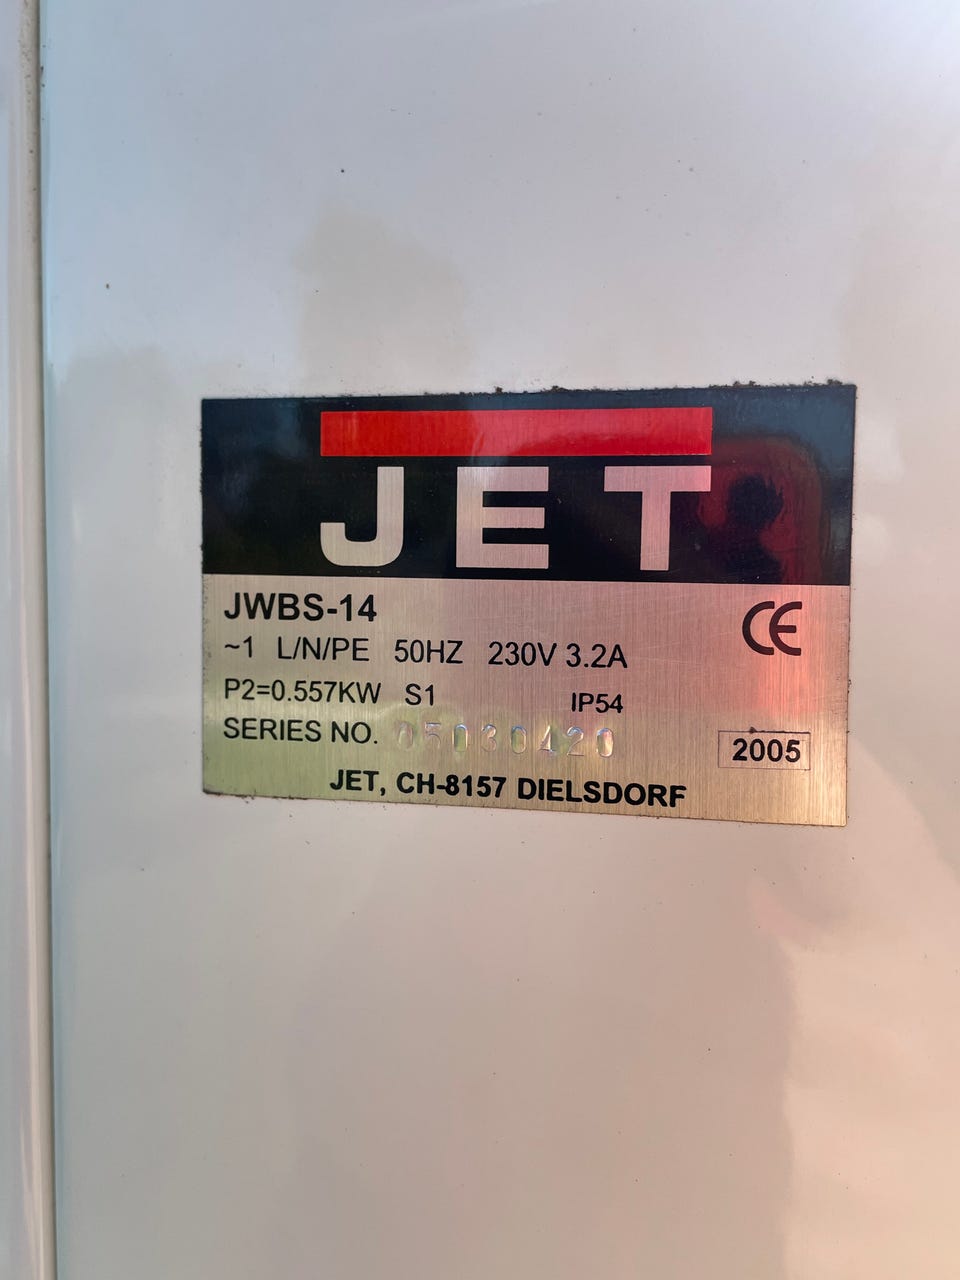 JET
JWBS-14
~1 L/N/PE 50HZ 230V 3.2A
P2=0.557KW S1 IP54
SERIES NO. 05030420
2005
JET, CH-8157 DIELSDORF
CE